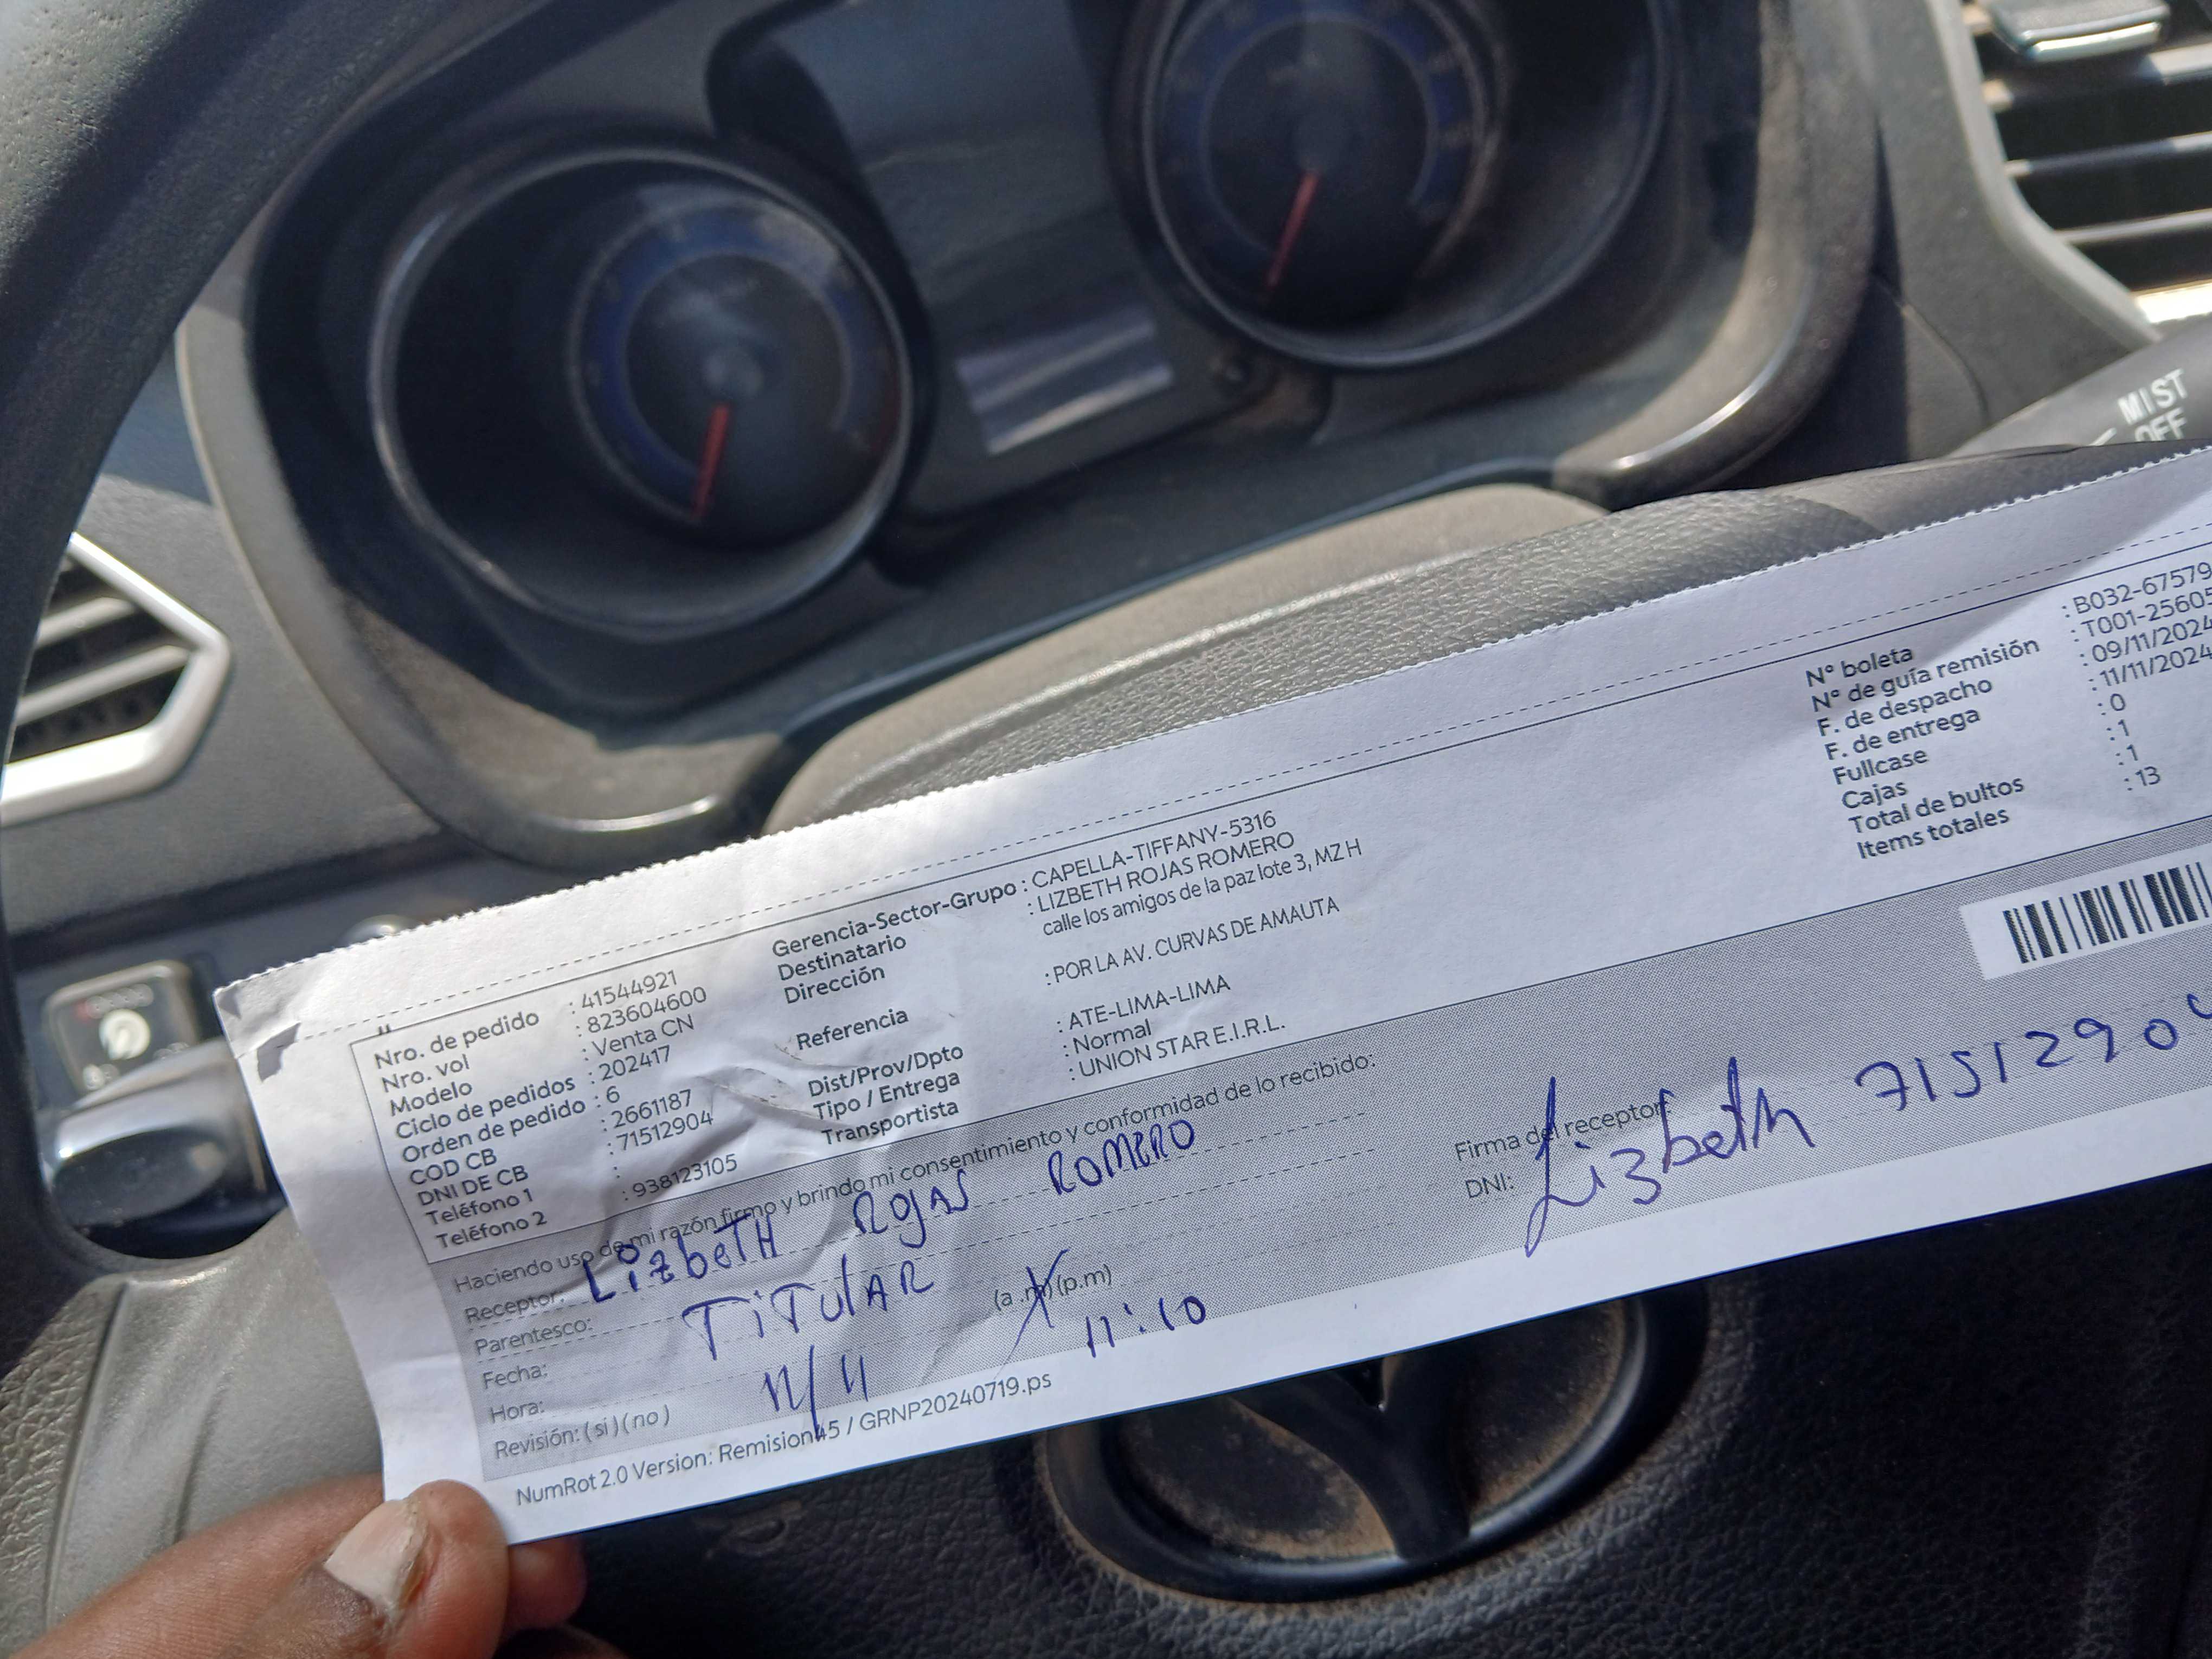 MIST
OFF
Nro. de pedido : 41544921
Nro. vol : 823604600
Modelo : Venta CN
Ciclo de pedidos : 202417
Orden de pedido : 6
COD CB : 2661187
DNI DE CB : 71512904
Teléfono 1 :
Teléfono 2 : 938123105
Gerencia-Sector-Grupo : CAPELLA-TIFFANY-5316
Destinatario : LIZBETH ROJAS ROMERO
Dirección calle los amigos de la paz lote 3, MZ H
Referencia : POR LA AV. CURVAS DE AMAUTA
Dist/Prov/Dpto : ATE-LIMA-LIMA
Tipo / Entrega : Normal
Transportista : UNION STAR E.I.R.L.
N° boleta : B032-67579
N° de guía remisión : T001-25605
F. de despacho : 09/11/2024
F. de entrega : 11/11/2024
Fullcase : 0
Cajas : 1
Total de bultos : 1
Items totales : 13
Haciendo uso de mi razón firmo y brindo mi consentimiento y conformidad de lo recibido:
Receptor: LizbeTH ROJAS ROMERO
Parentesco: TiTulAR
Fecha: 11/11
Hora: (a.m) (p.m) 11:10
Revisión: ( si ) ( no )
Firma del receptor: Lizbeth
DNI: 7151290
NumRot 2.0 Version: Remision45 / GRNP20240719.ps